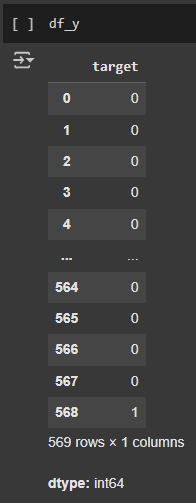 [ ] df_y
target
0 0
1 0
2 0
3 0
4 0
... ...
564 0
565 0
566 0
567 0
568 1
569 rows × 1 columns
dtype: int64